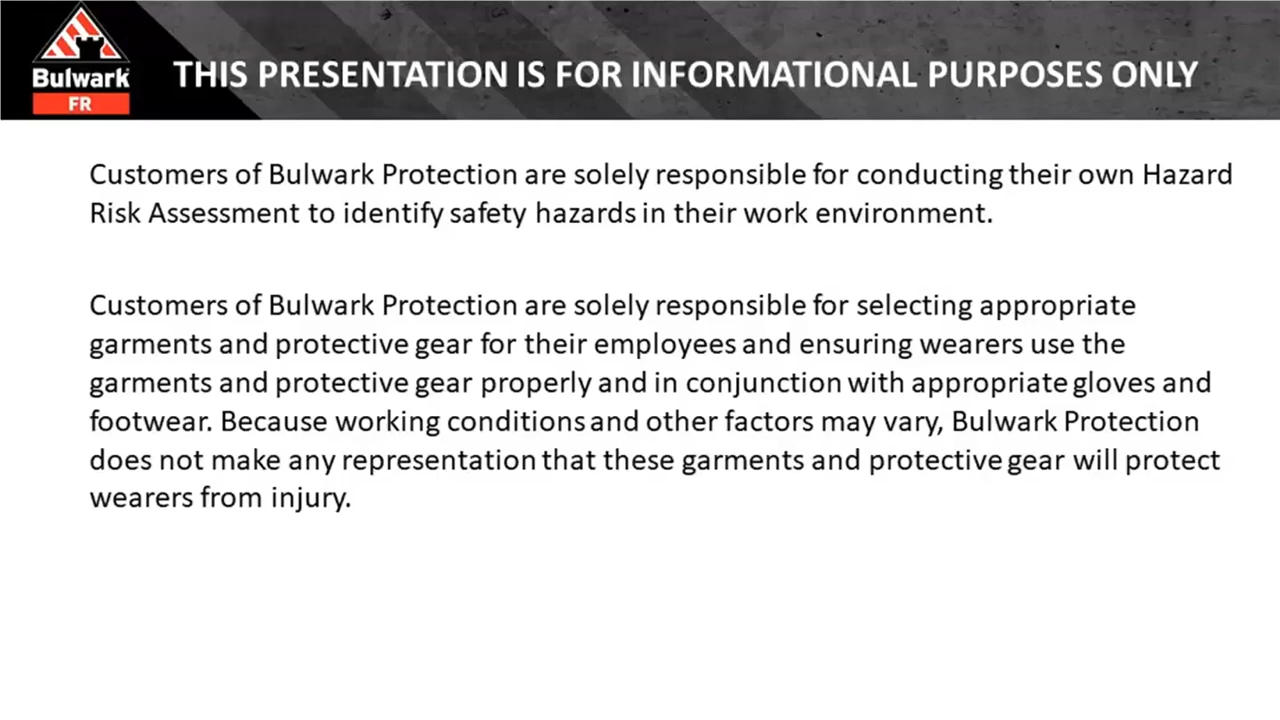 Bulwark
FR
THIS PRESENTATION IS FOR INFORMATIONAL PURPOSES ONLY
Customers of Bulwark Protection are solely responsible for conducting their own Hazard
Risk Assessment to identify safety hazards in their work environment.
Customers of Bulwark Protection are solely responsible for selecting appropriate
garments and protective gear for their employees and ensuring wearers use the
garments and protective gear properly and in conjunction with appropriate gloves and
footwear. Because working conditions and other factors may vary, Bulwark Protection
does not make any representation that these garments and protective gear will protect
wearers from injury.